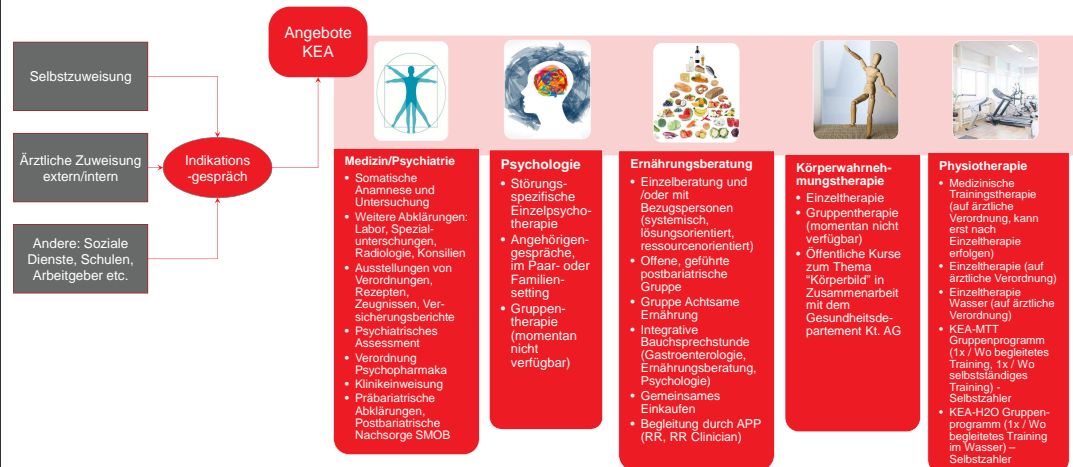 Angebote
KEA
Selbstzuweisung
Ärztliche Zuweisung
extern/intern
Andere: Soziale
Dienste, Schulen,
Arbeitgeber etc.
Indikations
-gespräch
Medizin/Psychiatrie
• Somatische
Anamnese und
Untersuchung
• Weitere Abklärungen:
Labor, Spezial-
unterschungen,
Radiologie, Konsilien
• Ausstellungen von
Verordnungen,
Rezepten,
Zeugnissen, Ver-
sicherungsberichte
• Psychiatrisches
Assessment
• Verordnung
Psychopharmaka
• Klinikeinweisung
• Präbariatrische
Abklärungen,
Postbariatrische
Nachsorge SMOB
Psychologie
• Störungs-
spezifische
Einzelpsycho-
therapie
• Angehörigen-
gespräche,
im Paar- oder
Familien-
setting
• Gruppen-
therapie
(momentan
nicht
verfügbar)
Ernährungsberatung
• Einzelberatung und
/oder mit
Bezugspersonen
(systemisch,
lösungsorientiert,
ressourcenorientiert)
• Offene, geführte
postbariatrische
Gruppe
• Gruppe Achtsame
Ernährung
• Integrative
Bauchsprechstunde
(Gastroenterologie,
Ernährungsberatung,
Psychologie)
• Gemeinsames
Einkaufen
• Begleitung durch APP
(RR, RR Clinician)
Körperwahrneh-
mungstherapie
• Einzeltherapie
• Gruppentherapie
(momentan nicht
verfügbar)
• Öffentliche Kurse
zum Thema
“Körperbild” in
Zusammenarbeit
mit dem
Gesundheitsde-
partement Kt. AG
Physiotherapie
• Medizinische
Trainingstherapie
(auf ärztliche
Verordnung, kann
erst nach
Einzeltherapie
erfolgen)
• Einzeltherapie (auf
ärztliche Verordnung)
• Einzeltherapie
Wasser (auf ärztliche
Verordnung)
• KEA-MTT
Gruppenprogramm
(1x / Wo begleitetes
Training, 1x / Wo
selbstständiges
Training) -
Selbstzahler
• KEA-H2O Gruppen-
programm (1x / Wo
begleitetes Training
im Wasser) –
Selbstzahler